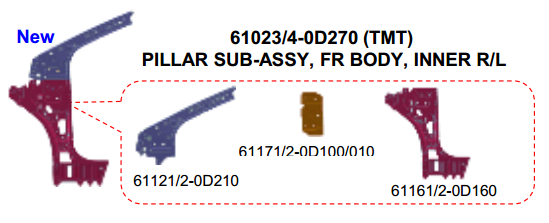 New
61023/4-0D270 (TMT)
PILLAR SUB-ASSY, FR BODY, INNER R/L
61171/2-0D100/010
61121/2-0D210
61161/2-0D160